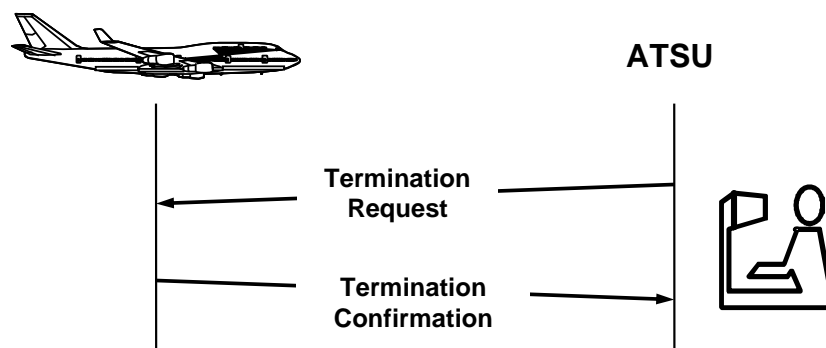 ATSU
Termination
Request
Termination
Confirmation